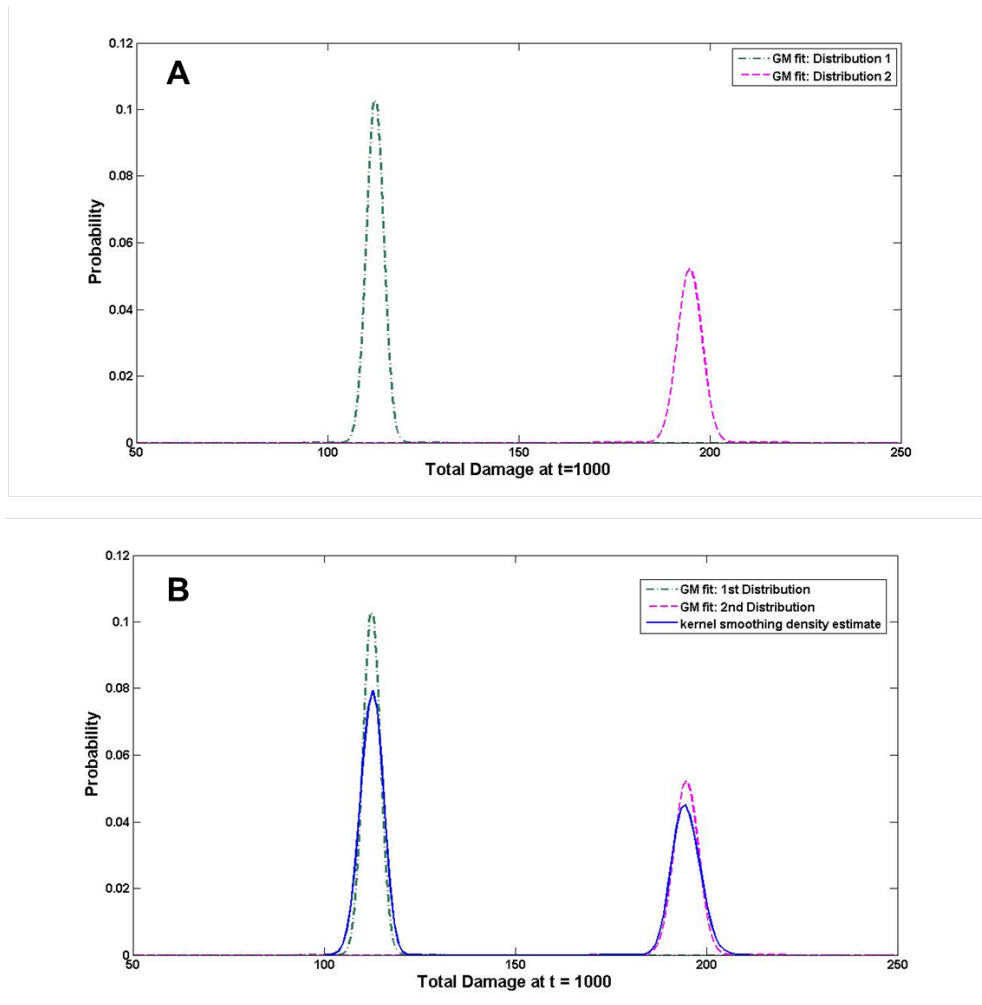 A
GM fit: Distribution 1
GM fit: Distribution 2
0.12
0.1
0.08
0.06
0.04
0.02
0
Probability
50 100 150 200 250
Total Damage at t=1000
B
GM fit: 1st Distribution
GM fit: 2nd Distribution
kernel smoothing density estimate
0.12
0.1
0.08
0.06
0.04
0.02
0
Probability
50 100 150 200 250
Total Damage at t = 1000